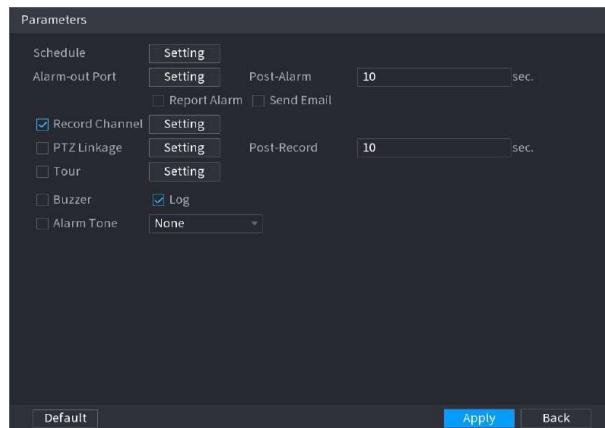 Parameters
Schedule Setting
Alarm-out Port Setting Post-Alarm 10 sec.
Report Alarm Send Email
Record Channel Setting
PTZ Linkage Setting Post-Record 10 sec.
Tour Setting
Buzzer Log
Alarm Tone None
Default Apply Back